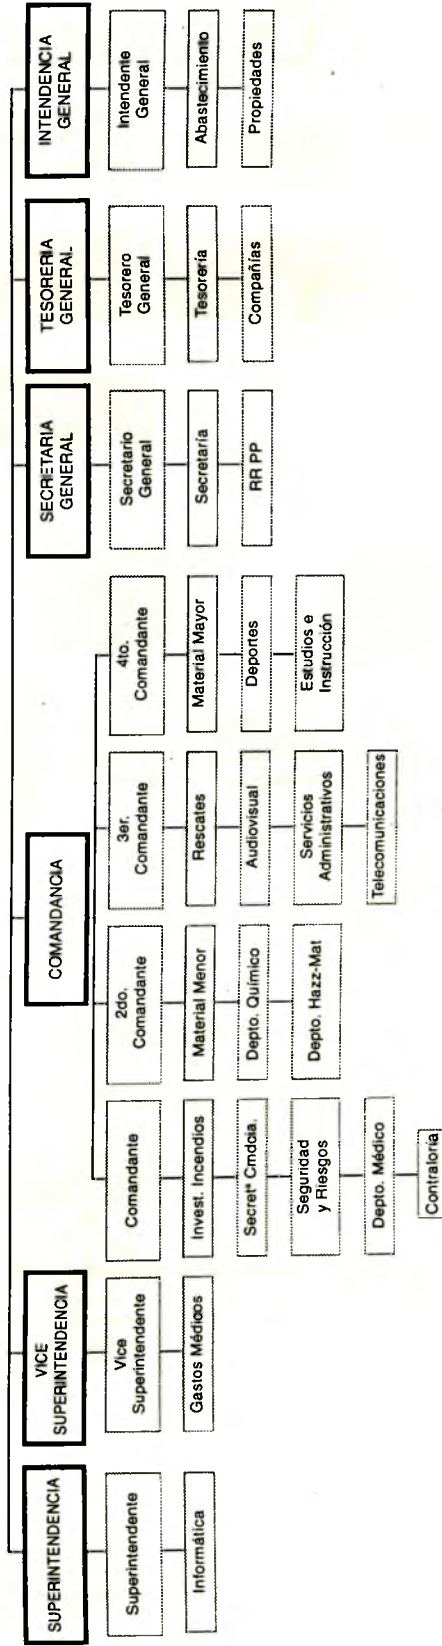 SUPERINTENDENCIA
Superintendente
Informática
VICE
SUPERINTENDENCIA
Vice
Superintendente
Gastos Médicos
COMANDANCIA
Comandante
Invest. Incendios
Secretª Cmdcia.
Seguridad
y Riesgos
Depto. Médico
Contraloría
2do.
Comandante
Material Menor
Depto. Químico
Depto. Hazz-Mat
3er.
Comandante
Rescates
Audiovisual
Servicios
Administrativos
Telecomunicaciones
4to.
Comandante
Material Mayor
Deportes
Estudios e
Instrucción
SECRETARIA
GENERAL
Secretario
General
Secretaría
RR PP
TESORERIA
GENERAL
Tesorero
General
Tesorería
Compañías
INTENDENCIA
GENERAL
Intendente
General
Abastecimiento
Propiedades